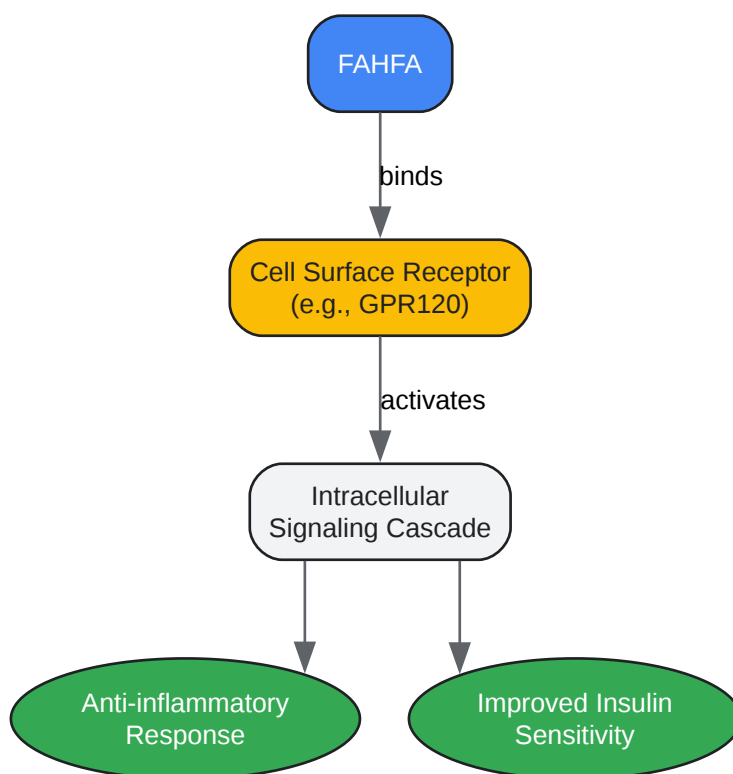 FAHFA
binds
Cell Surface Receptor
(e.g., GPR120)
activates
Intracellular
Signaling Cascade
Anti-inflammatory
Response
Improved Insulin
Sensitivity